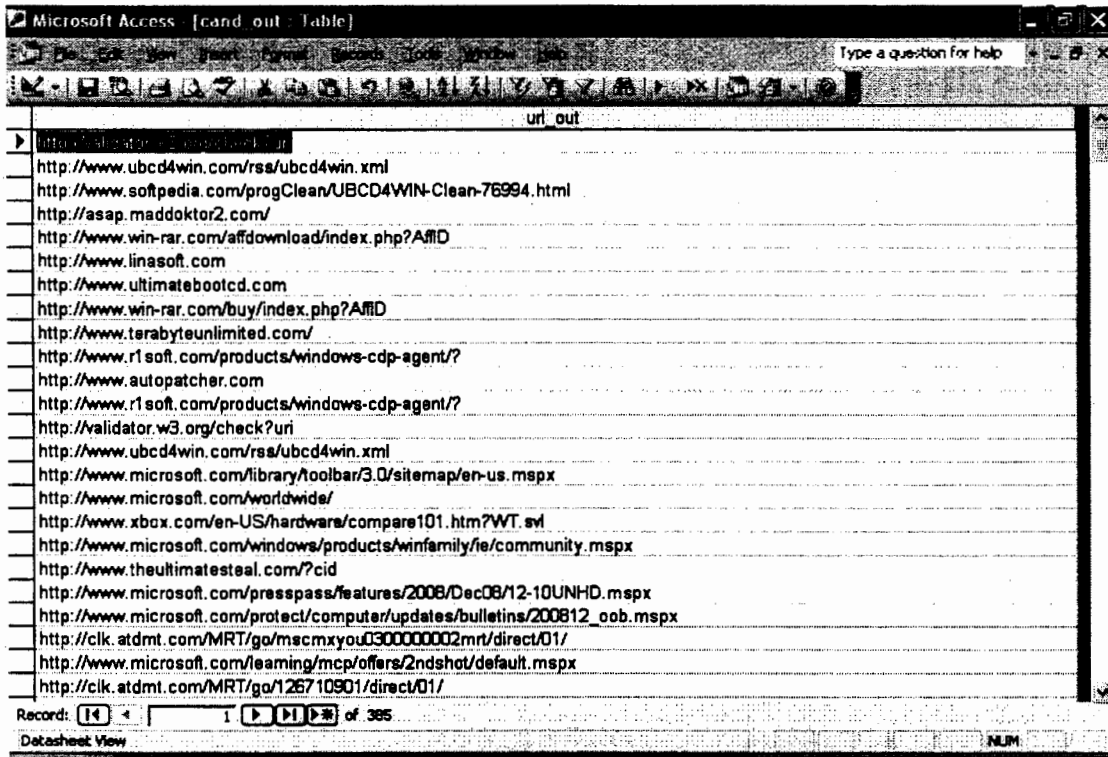 Microsoft Access - [cand_out : Table]
File Edit View Insert Format Records Tools Window Help Type a question for help
url_out
http://www.ubcd4win.com/rss/ubcd4win.xml
http://www.softpedia.com/progClean/UBCD4WIN-Clean-76994.html
http://asap.maddoktor2.com/
http://www.win-rar.com/affdownload/index.php?AffID
http://www.linasoft.com
http://www.ultimatebootcd.com
http://www.win-rar.com/buy/index.php?AffID
http://www.terabyteunlimited.com/
http://www.r1soft.com/products/windows-cdp-agent/?
http://www.autopatcher.com
http://www.r1soft.com/products/windows-cdp-agent/?
http://validator.w3.org/check?uri
http://www.ubcd4win.com/rss/ubcd4win.xml
http://www.microsoft.com/library/toolbar/3.0/sitemap/en-us.mspx
http://www.microsoft.com/worldwide/
http://www.xbox.com/en-US/hardware/compare101.htm?WT.svl
http://www.microsoft.com/windows/products/winfamily/ie/community.mspx
http://www.theultimatesteal.com/?cid
http://www.microsoft.com/presspass/features/2008/Dec08/12-10UNHD.mspx
http://www.microsoft.com/protect/computer/updates/bulletins/200812_oob.mspx
http://clk.atdmt.com/MRT/go/mscmxyou0300000002mrt/direct/01/
http://www.microsoft.com/learning/mcp/offers/2ndshot/default.mspx
http://clk.atdmt.com/MRT/go/126710901/direct/01/
Record: 1 of 385
Datasheet View NUM